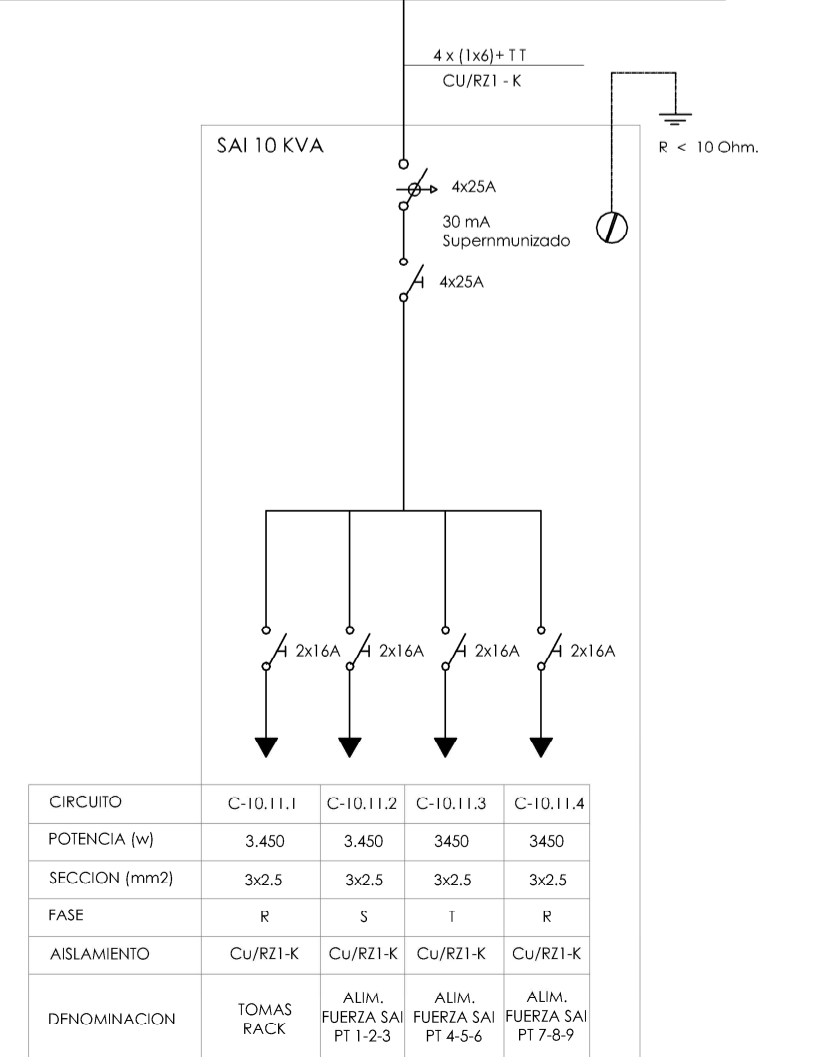 4 x (1x6)+ TT
CU/RZ1 - K
SAI 10 KVA
R < 10 Ohm.
4x25A
30 mA
Supernmunizado
4x25A
2x16A 2x16A 2x16A 2x16A
CIRCUITO C-10.11.1 C-10.11.2 C-10.11.3 C-10.11.4
POTENCIA (w) 3.450 3.450 3450 3450
SECCION (mm2) 3x2.5 3x2.5 3x2.5 3x2.5
FASE R S T R
AISLAMIENTO Cu/RZ1-K Cu/RZ1-K Cu/RZ1-K Cu/RZ1-K
DENOMINACION
TOMAS
RACK
ALIM.
FUERZA SAI
PT 1-2-3
ALIM.
FUERZA SAI
PT 4-5-6
ALIM.
FUERZA SAI
PT 7-8-9